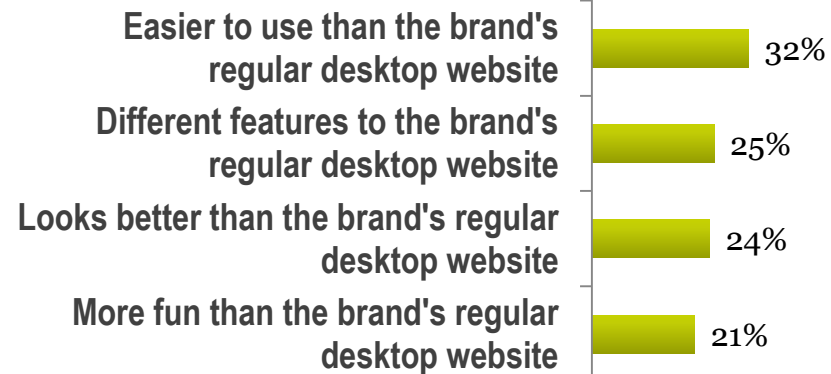 Easier to use than the brand's
regular desktop website
32%
Different features to the brand's
regular desktop website
25%
Looks better than the brand's regular
desktop website
24%
More fun than the brand's regular
desktop website
21%